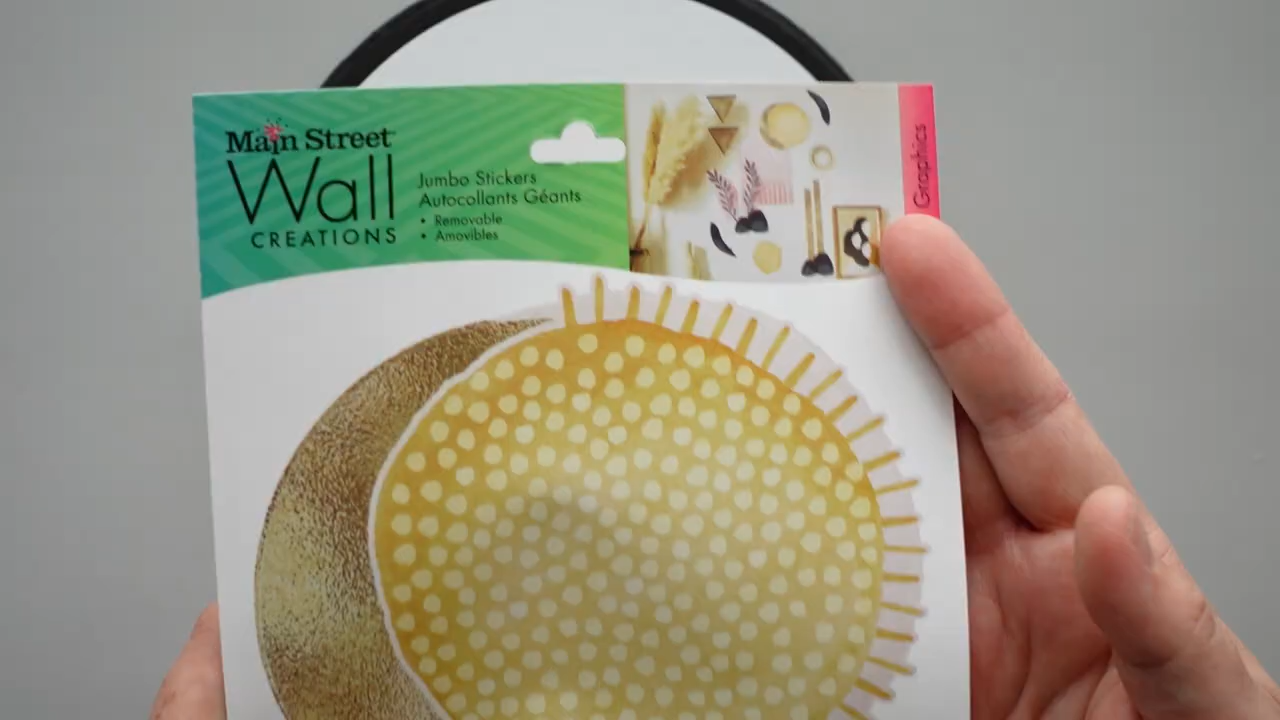 Main Street
Wall
CREATIONS
Jumbo Stickers
Autocollants Géants
• Removable
• Amovibles
Graphics